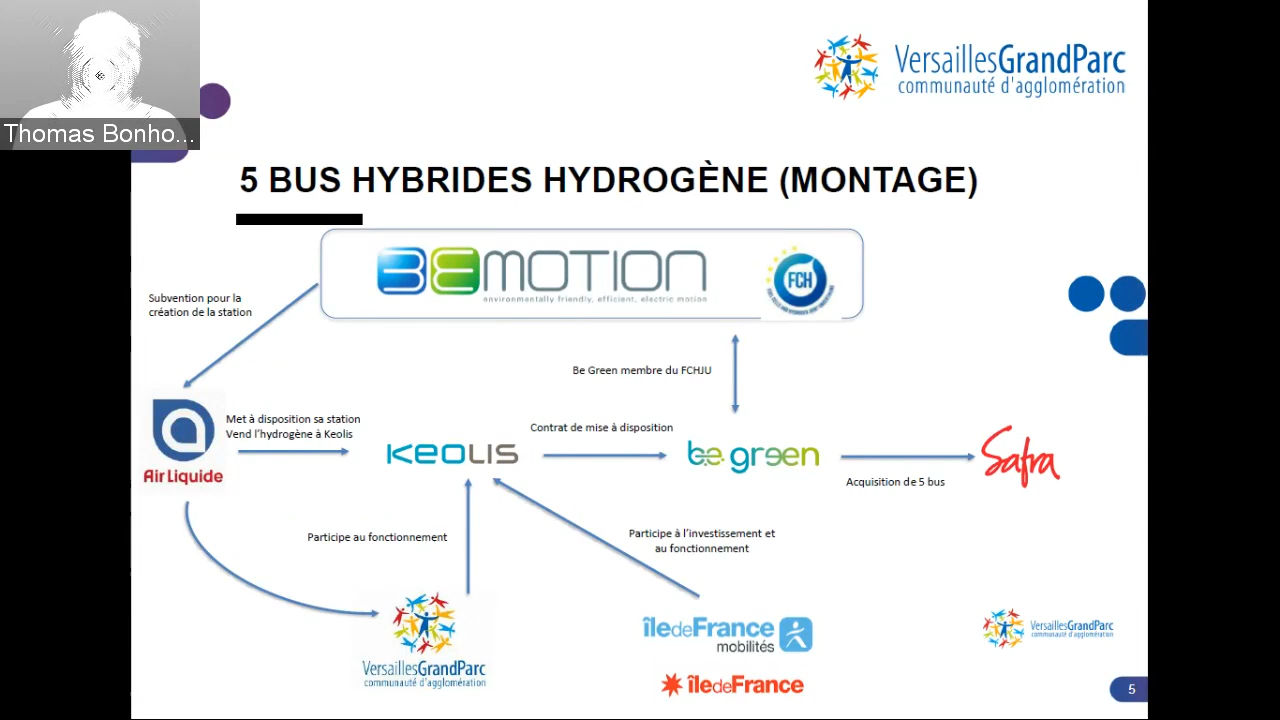 Thomas Bonho...
VersaillesGrandParc
communauté d'agglomération
5 BUS HYBRIDES HYDROGÈNE (MONTAGE)
3EMOTION
environmentally friendly, efficient, electric motion
FCH
Subvention pour la
création de la station
Be Green membre du FCHJU
Met à disposition sa station
Vend l'hydrogène à Keolis
Contrat de mise à disposition
Air Liquide
KEOLIS
be green
Safra
Acquisition de 5 bus
Participe au fonctionnement
Participe à l'investissement et
au fonctionnement
VersaillesGrandParc
communauté d'agglomération
îledeFrance
mobilités
îledeFrance
VersaillesGrandParc
communauté d'agglomération
5